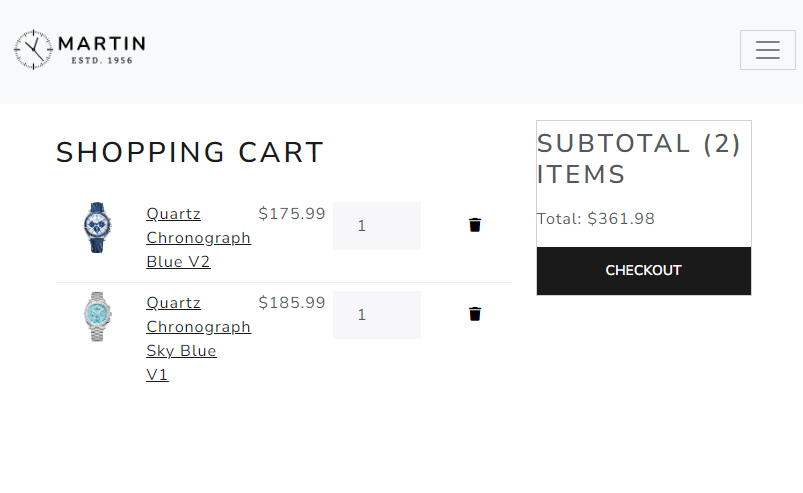 MARTIN
ESTD. 1956
SHOPPING CART
Quartz
Chronograph
Blue V2
$175.99
1
Quartz
Chronograph
Sky Blue
V1
$185.99
1
SUBTOTAL (2)
ITEMS
Total: $361.98
CHECKOUT